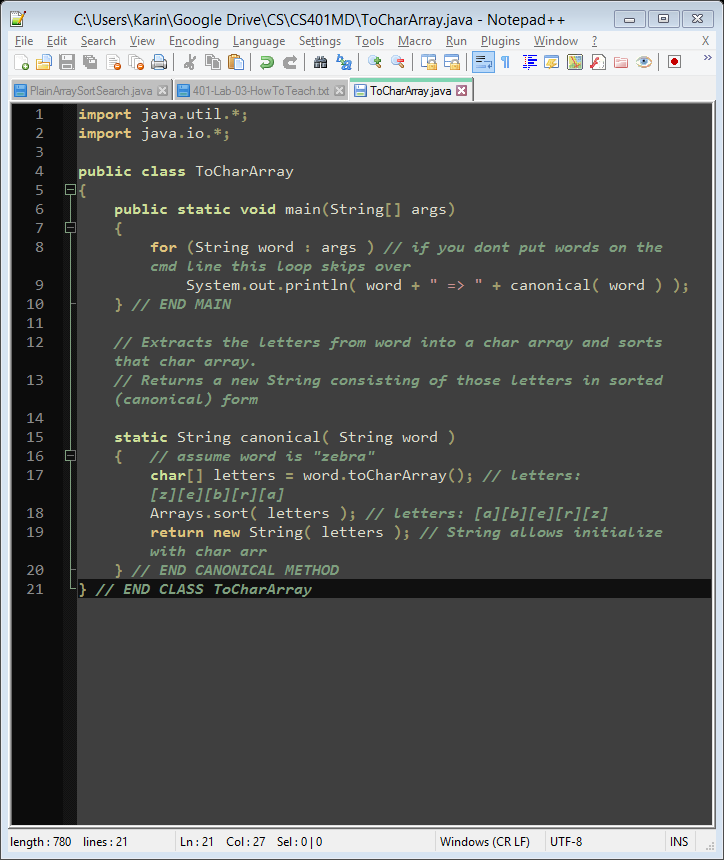 C:\Users\Karin\Google Drive\CS\CS401MD\ToCharArray.java - Notepad++
File Edit Search View Encoding Language Settings Tools Macro Run Plugins Window ? X
PlainArraySortSearch.java 401-Lab-03-HowToTeach.txt ToCharArray.java
1 import java.util.*;
2 import java.io.*;
3
4 public class ToCharArray
5 {
6 public static void main(String[] args)
7 {
8 for (String word : args ) // if you dont put words on the
cmd line this loop skips over
9 System.out.println( word + " => " + canonical( word ) );
10 } // END MAIN
11
12 // Extracts the letters from word into a char array and sorts
that char array.
13 // Returns a new String consisting of those letters in sorted
(canonical) form
14
15 static String canonical( String word )
16 { // assume word is "zebra"
17 char[] letters = word.toCharArray(); // letters:
[z][e][b][r][a]
18 Arrays.sort( letters ); // letters: [a][b][e][r][z]
19 return new String( letters ); // String allows initialize
with char arr
20 } // END CANONICAL METHOD
21 } // END CLASS ToCharArray
length : 780 lines : 21 Ln : 21 Col : 27 Sel : 0 | 0 Windows (CR LF) UTF-8 INS